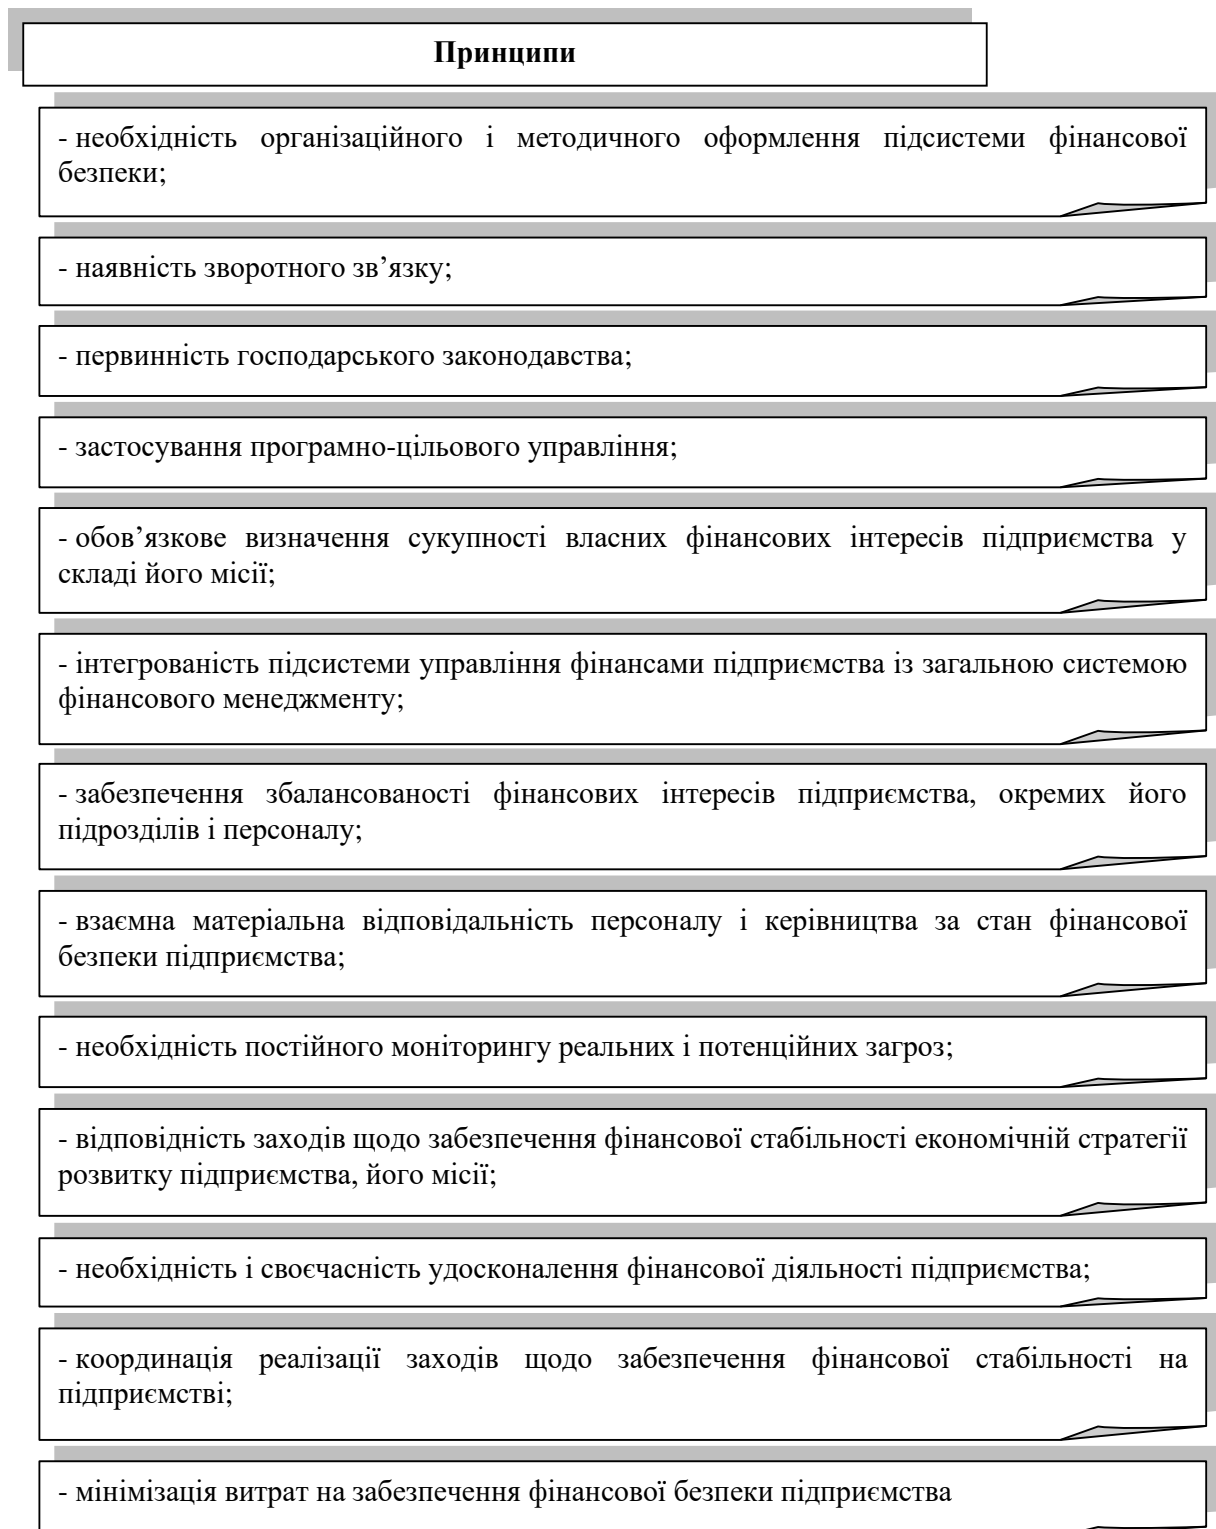 Принципи
- необхідність організаційного і методичного оформлення підсистеми фінансової
безпеки;
- наявність зворотного зв’язку;
- первинність господарського законодавства;
- застосування програмно-цільового управління;
- обов’язкове визначення сукупності власних фінансових інтересів підприємства у
складі його місії;
- інтегрованість підсистеми управління фінансами підприємства із загальною системою
фінансового менеджменту;
- забезпечення збалансованості фінансових інтересів підприємства, окремих його
підрозділів і персоналу;
- взаємна матеріальна відповідальність персоналу і керівництва за стан фінансової
безпеки підприємства;
- необхідність постійного моніторингу реальних і потенційних загроз;
- відповідність заходів щодо забезпечення фінансової стабільності економічній стратегії
розвитку підприємства, його місії;
- необхідність і своєчасність удосконалення фінансової діяльності підприємства;
- координація реалізації заходів щодо забезпечення фінансової стабільності на
підприємстві;
- мінімізація витрат на забезпечення фінансової безпеки підприємства